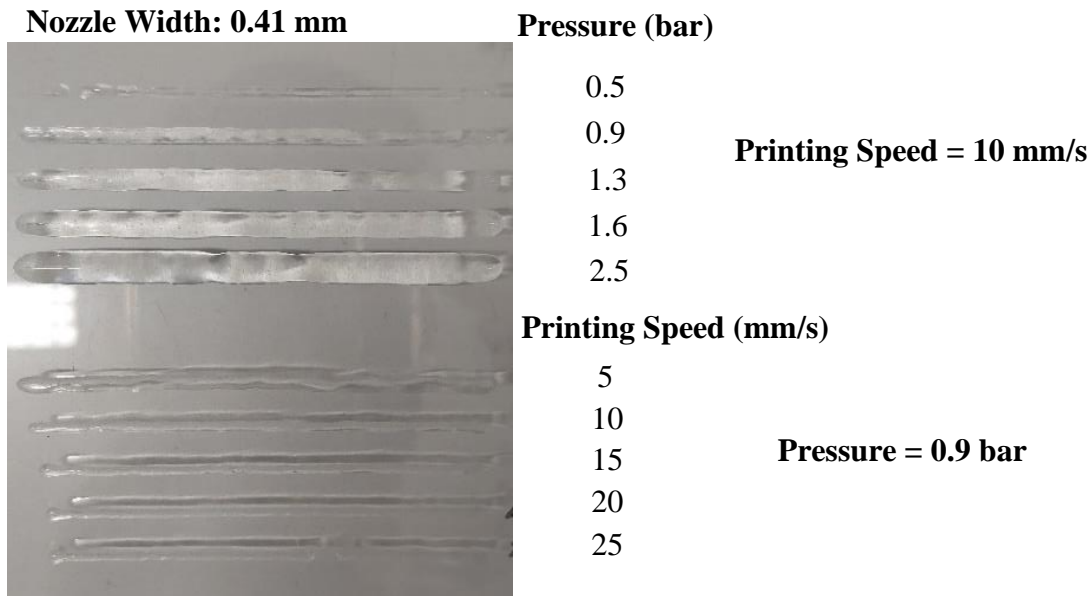 Nozzle Width: 0.41 mm
Pressure (bar)
0.5
0.9
1.3
1.6
2.5
Printing Speed = 10 mm/s
Printing Speed (mm/s)
5
10
15
20
25
Pressure = 0.9 bar